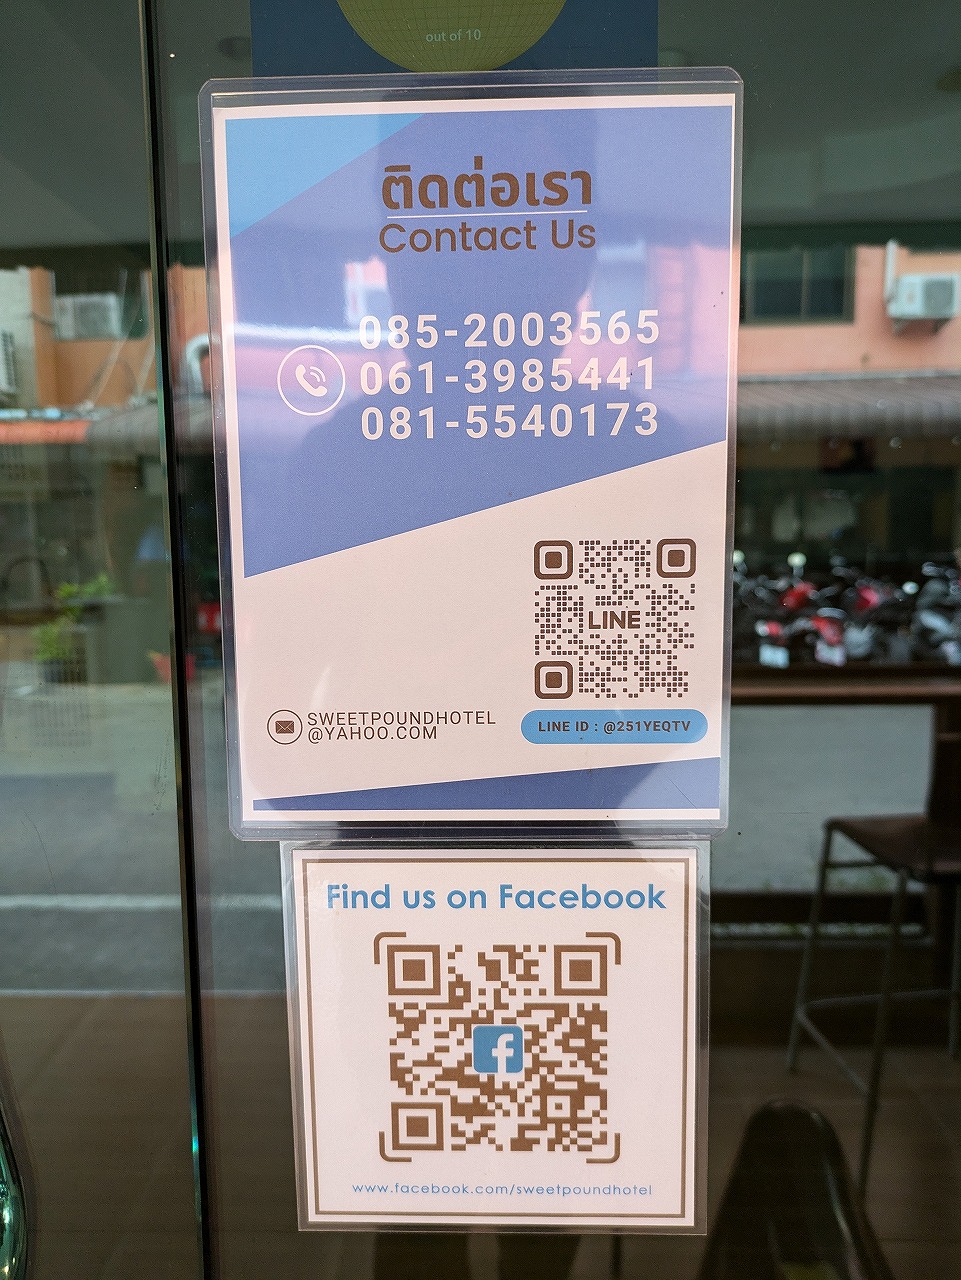 out of 10
ติดต่อเรา
Contact Us
085-2003565
061-3985441
081-5540173
LINE
SWEETPOUNDHOTEL
@YAHOO.COM
LINE ID : @251YEQTV
Find us on Facebook
f
www.facebook.com/sweetpoundhotel